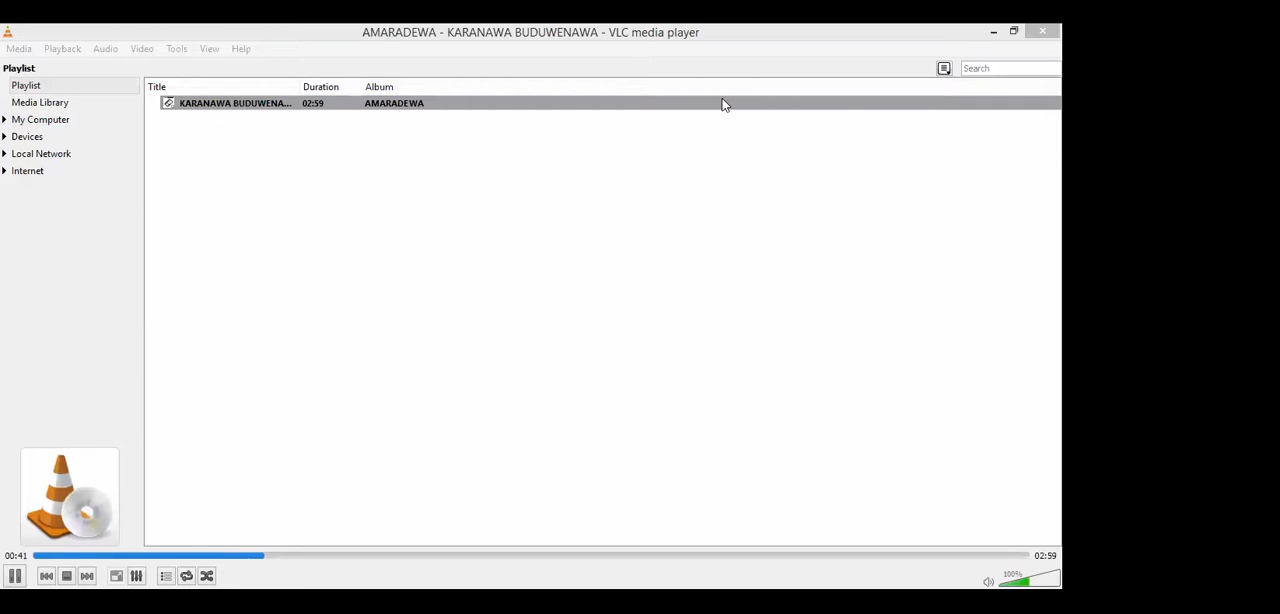 AMARADEWA - KARANAWA BUDUWENAWA - VLC media player
Media Playback Audio Video Tools View Help
Playlist
Search
Playlist
Media Library
My Computer
Devices
Local Network
Internet
Title Duration Album
KARANAWA BUDUWENA... 02:59 AMARADEWA
00:41 02:59
100%